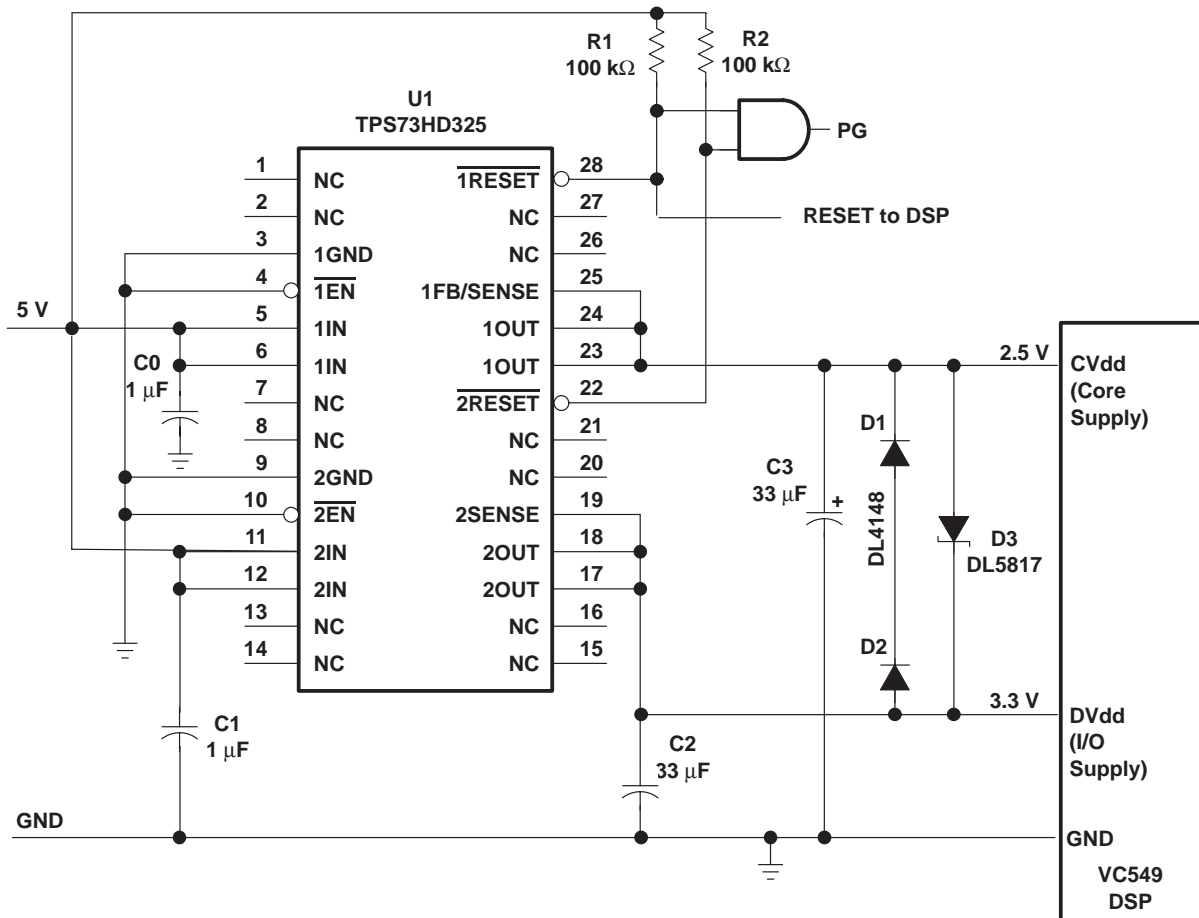 R1
100 kΩ
R2
100 kΩ
PG
U1
TPS73HD325
1
NC
2
NC
3
1GND
4
1EN
5 V
5
1IN
6
1IN
7
NC
8
NC
9
2GND
10
2EN
11
2IN
12
2IN
13
NC
14
NC
1RESET
28
NC
27
NC
26
1FB/SENSE
25
1OUT
24
1OUT
23
2RESET
22
NC
21
NC
20
2SENSE
19
2OUT
18
2OUT
17
NC
16
NC
15
RESET to DSP
C0
1 μF
C1
1 μF
C2
33 μF
C3
33 μF
+
D1
DL4148
D2
D3
DL5817
2.5 V
CVdd
(Core
Supply)
3.3 V
DVdd
(I/O
Supply)
GND
GND
VC549
DSP